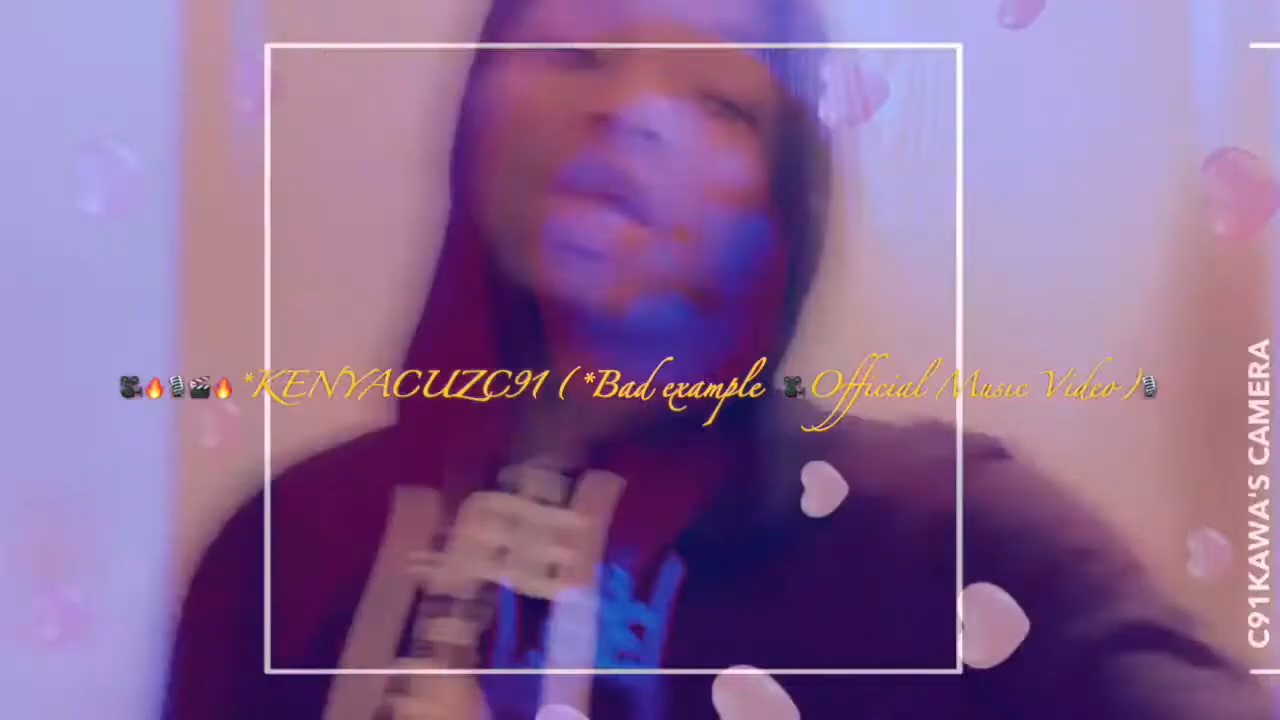 🎥🔥🎙🎬🔥*KENYACUZC91 ( *Bad example 🎥Official Music Video )🎙
C91KAWA'S CAMERA